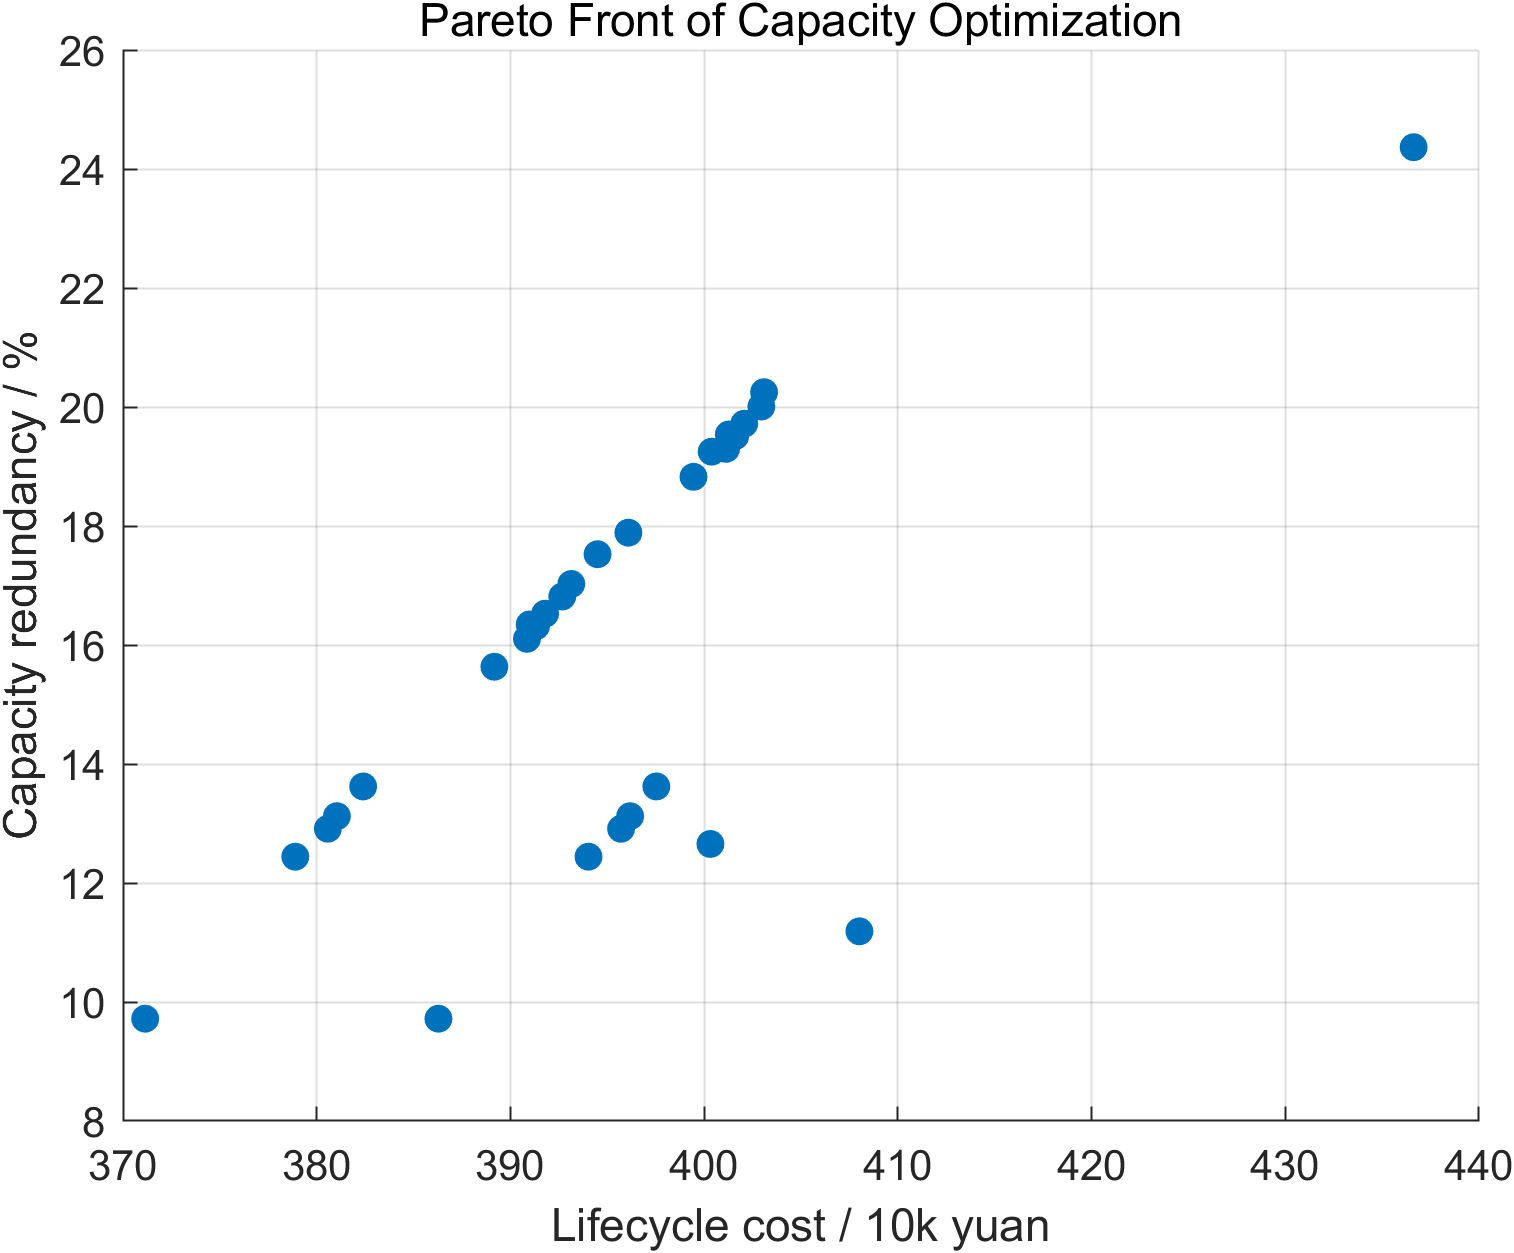 Pareto Front of Capacity Optimization
26
24
22
20
18
16
14
12
10
8
Capacity redundancy / %
370 380 390 400 410 420 430 440
Lifecycle cost / 10k yuan